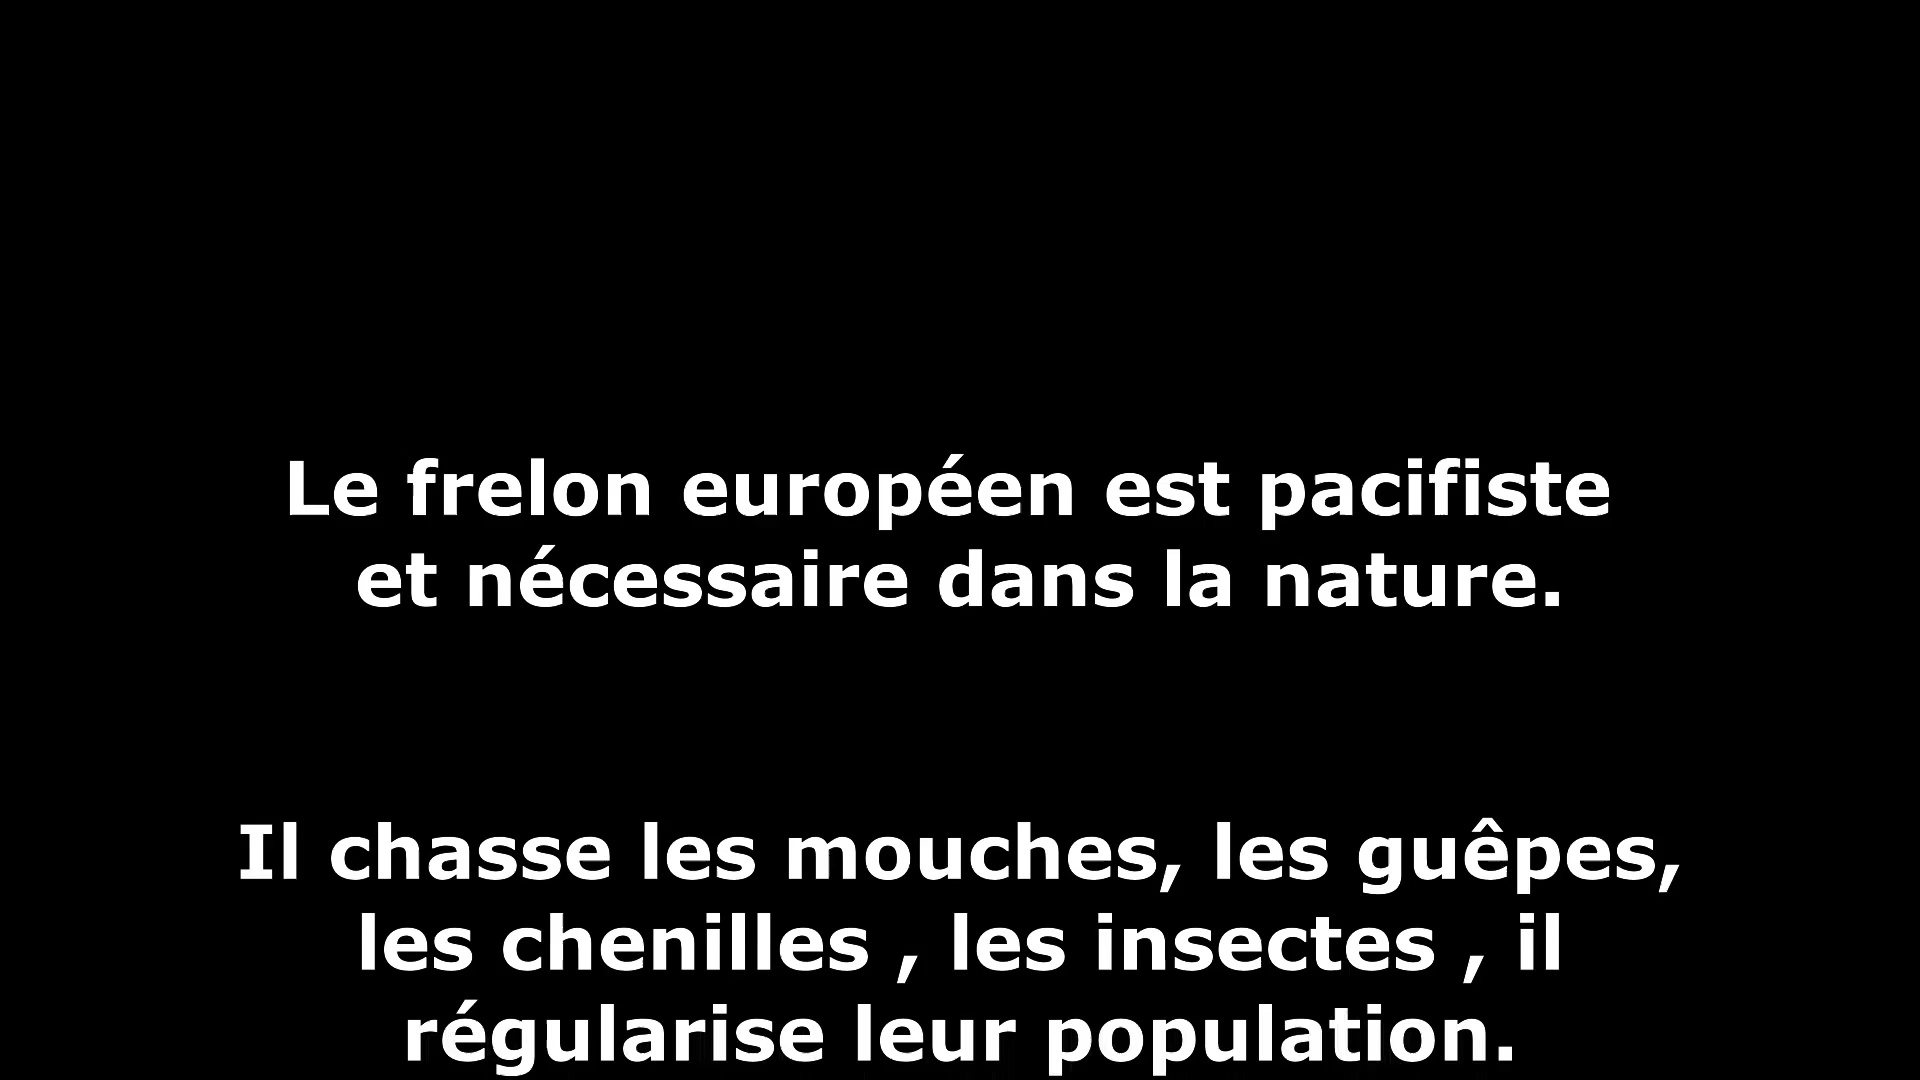 Le frelon européen est pacifiste
et nécessaire dans la nature.
Il chasse les mouches, les guêpes,
les chenilles , les insectes , il
régularise leur population.